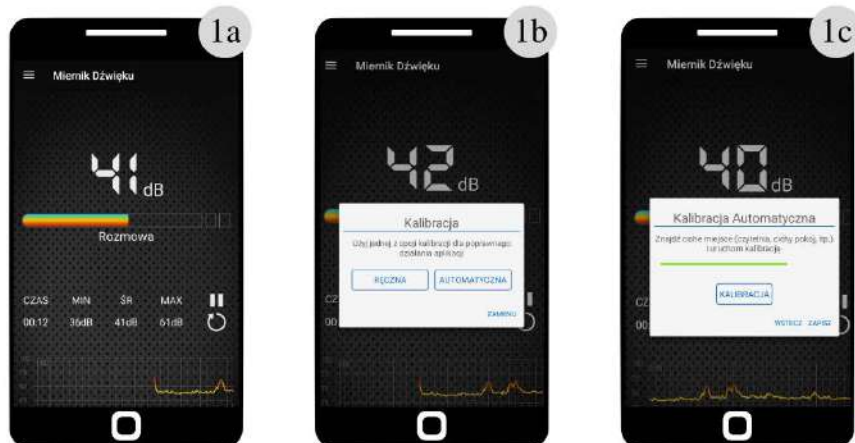 1a
Miernik Dźwięku
41 dB
Rozmowa
CZAS MIN ŚR MAX
00:12 36dB 41dB 61dB
1b
Miernik Dźwięku
42 dB
Kalibracja
Użyj jednej z opcji kalibracji dla poprawnego
działania aplikacji
RĘCZNA AUTOMATYCZNA
ZAMKNIJ
1c
Miernik Dźwięku
40 dB
Kalibracja Automatyczna
Znajdź ciche miejsce (czytelnia, cichy pokój, itp.)
i uruchom kalibrację
KALIBRACJA
WSTECZ ZAPISZ